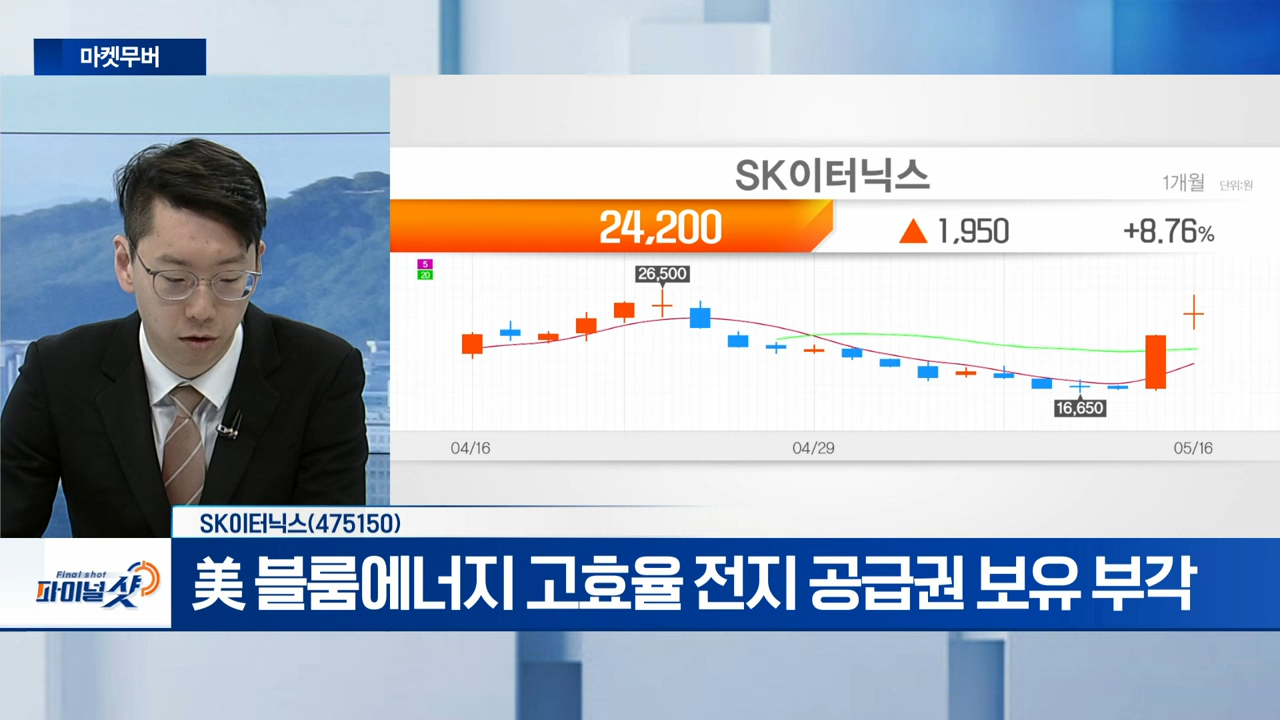 마켓무버
SK이터닉스
1개월 단위:원
24,200 ▲ 1,950 +8.76%
5
20
26,500
16,650
04/16 04/29 05/16
SK이터닉스(475150)
Final shot
파이널샷
美 블룸에너지 고효율 전지 공급권 보유 부각